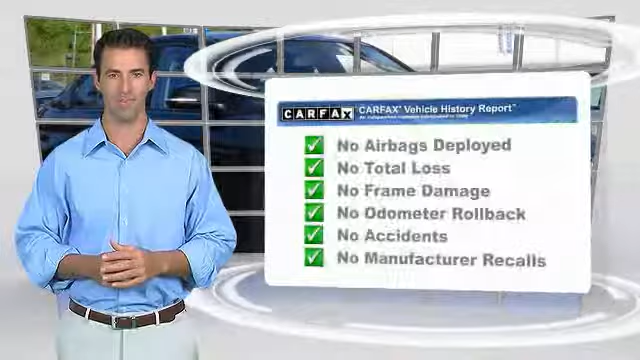 CARFAX CARFAX® Vehicle History Report™
No Airbags Deployed
No Total Loss
No Frame Damage
No Odometer Rollback
No Accidents
No Manufacturer Recalls